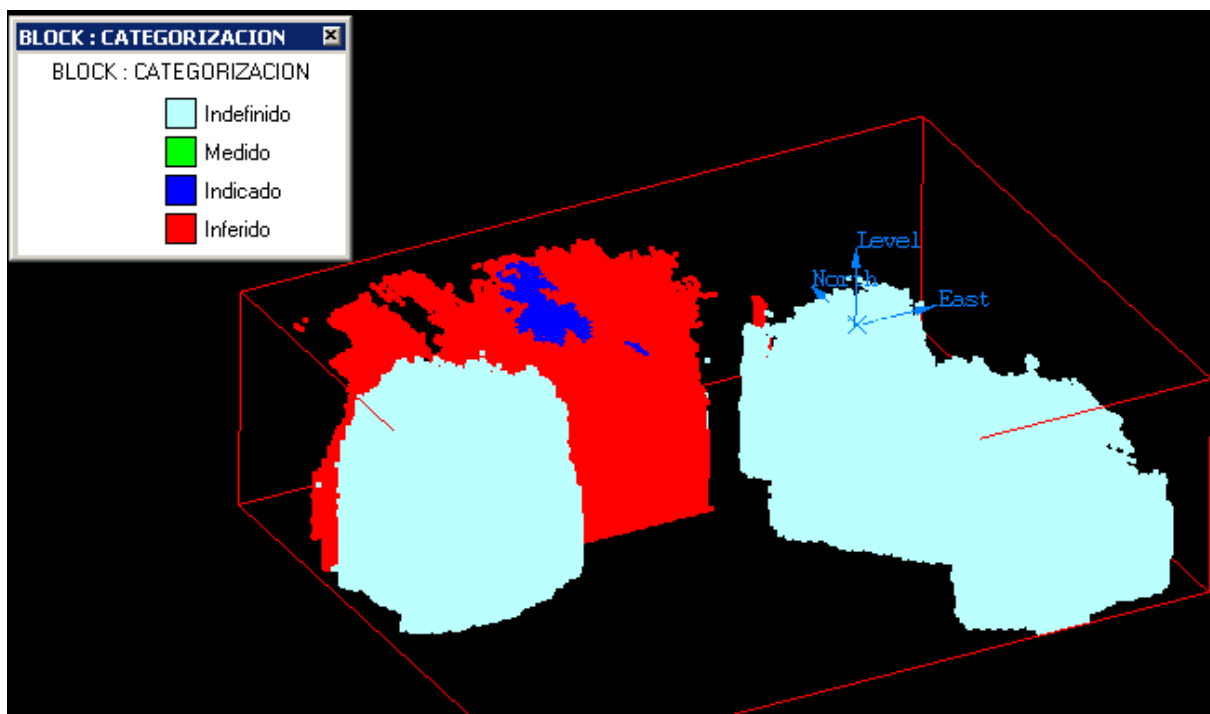 BLOCK : CATEGORIZACION
BLOCK : CATEGORIZACION
Indefinido
Medido
Indicado
Inferido
Level
North
East